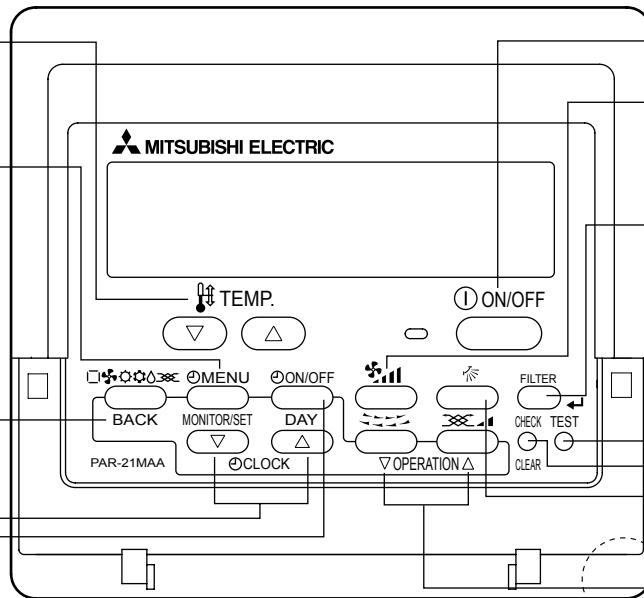 MITSUBISHI ELECTRIC
TEMP.
ON/OFF
MENU
ON/OFF
FILTER
BACK
MONITOR/SET
DAY
CHECK
TEST
PAR-21MAA
CLOCK
▽ OPERATION △
CLEAR